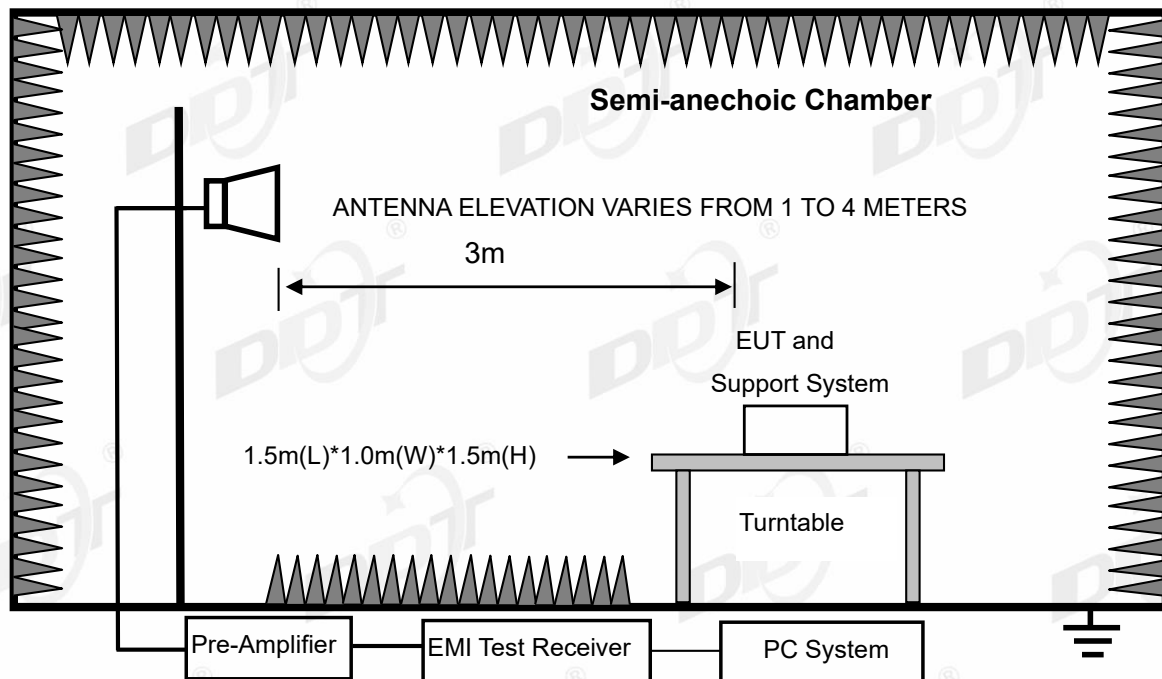 Semi-anechoic Chamber
ANTENNA ELEVATION VARIES FROM 1 TO 4 METERS
3m
EUT and
Support System
1.5m(L)*1.0m(W)*1.5m(H)
Turntable
Pre-Amplifier
EMI Test Receiver
PC System
DDT
®